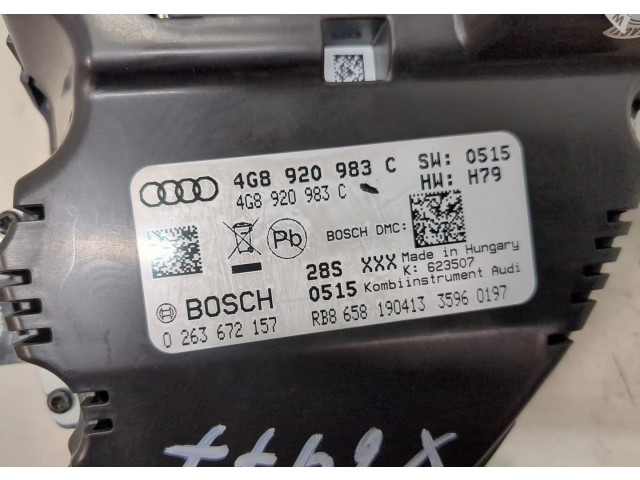 4G8 920 983 C SW: 0515
4G8 920 983 C HW: H79
Pb BOSCH DMC:
28S XXX Made in Hungary
K: 623507
BOSCH 0515 Kombiinstrument Audi
0 263 672 157 RB8 658 190413 3596 0197